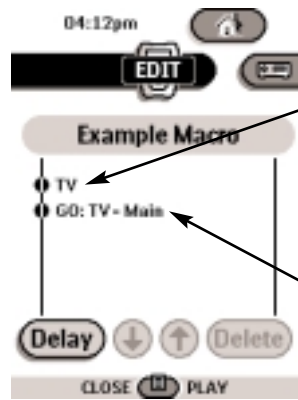 04:12pm
EDIT
Example Macro
TV
GO: TV - Main
Delay
Delete
CLOSE PLAY